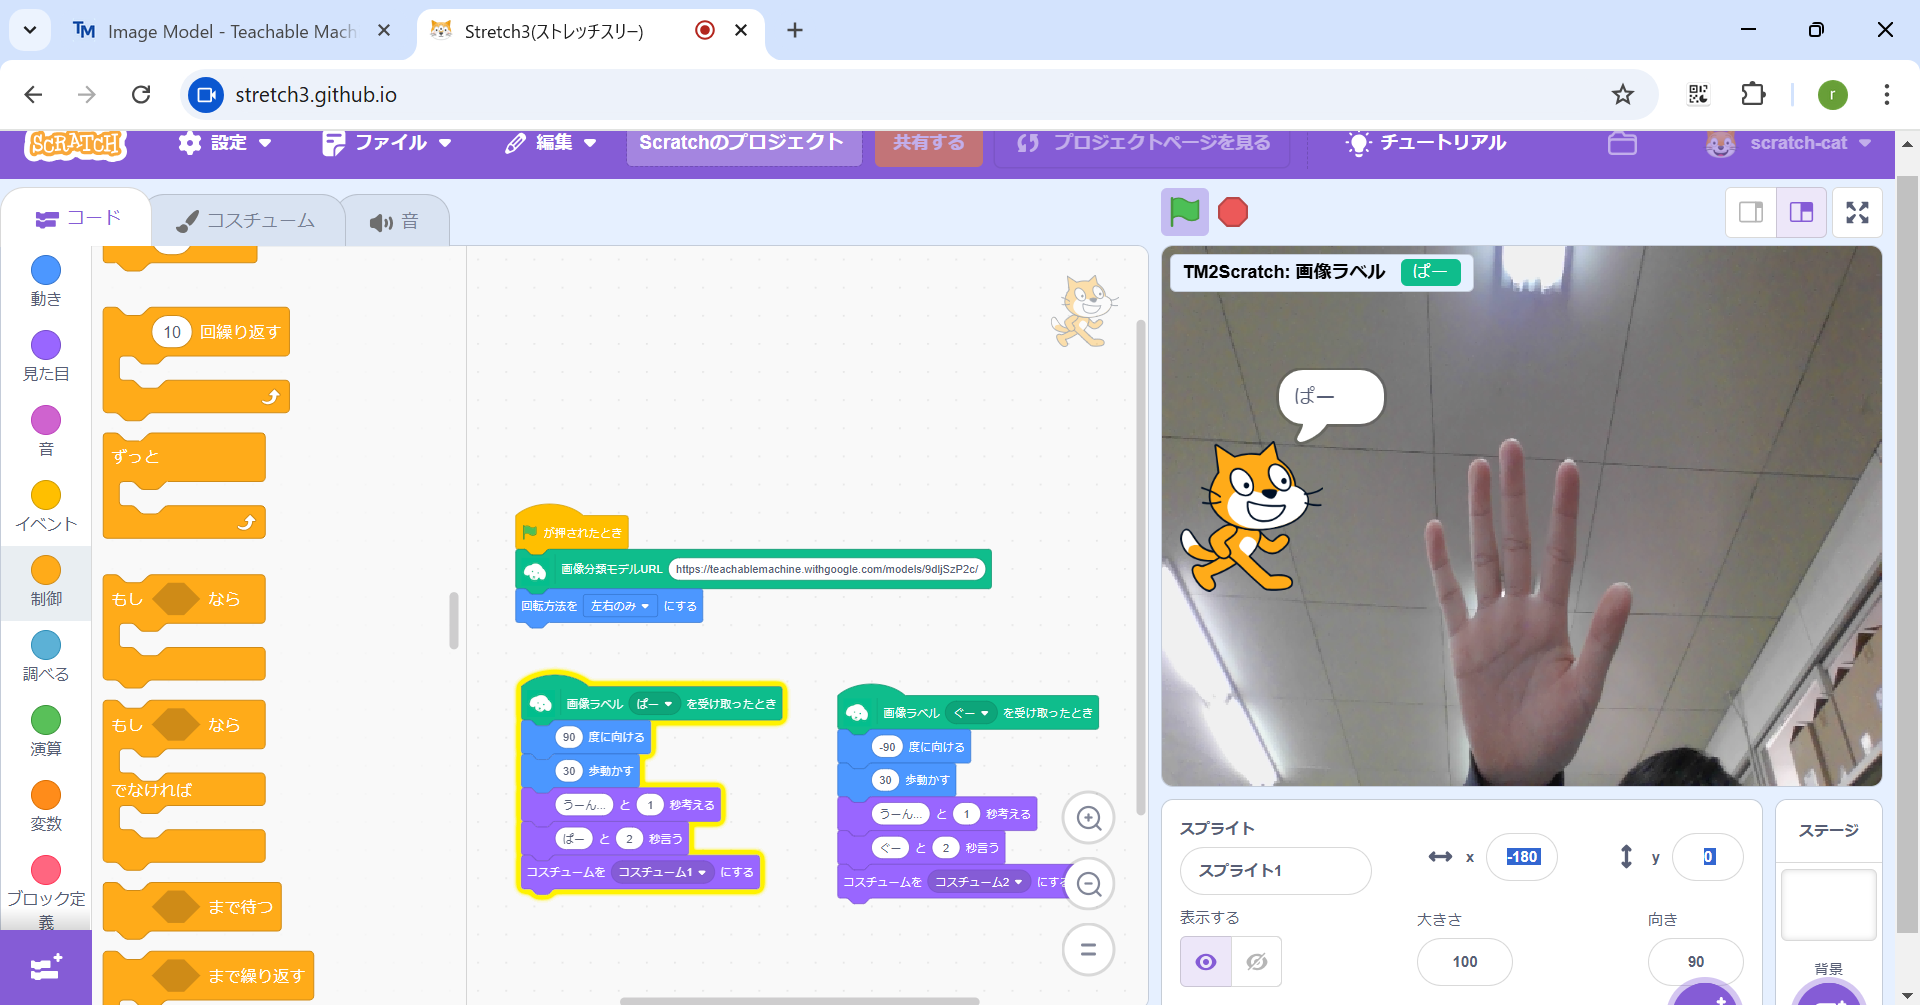 Image Model - Teachable Mach
Stretch3(ストレッチスリー)
stretch3.github.io
r
SCRATCH
設定
ファイル
編集
Scratchのプロジェクト
共有する
プロジェクトページを見る
チュートリアル
scratch-cat
コード
コスチューム
音
動き
見た目
音
イベント
制御
調べる
演算
変数
ブロック定
義
10 回繰り返す
ずっと
もし なら
もし なら
でなければ
まで待つ
まで繰り返す
が押されたとき
画像分類モデルURL https://teachablemachine.withgoogle.com/models/9dljSzP2c/
回転方法を 左右のみ にする
画像ラベル ぱー を受け取ったとき
90 度に向ける
30 歩動かす
うーん... と 1 秒考える
ぱー と 2 秒言う
コスチュームを コスチューム1 にする
画像ラベル ぐー を受け取ったとき
-90 度に向ける
30 歩動かす
うーん... と 1 秒考える
ぐー と 2 秒言う
コスチュームを コスチューム2 にする
TM2Scratch: 画像ラベル ぱー
ぱー
スプライト
スプライト1
x -180
y 0
表示する
大きさ
100
向き
90
ステージ
背景